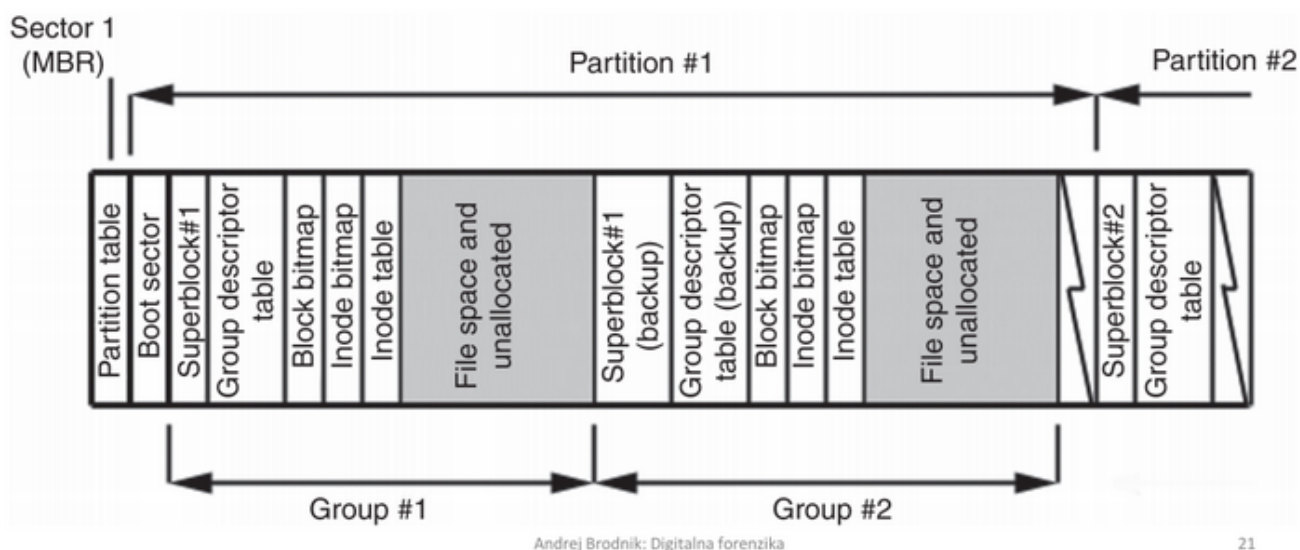 Sector 1
(MBR)
Partition #1
Partition #2
Partition table
Boot sector
Superblock#1
Group descriptor
table
Block bitmap
Inode bitmap
Inode table
File space and
unallocated
Superblock#1
(backup)
Group descriptor
table (backup)
Block bitmap
Inode bitmap
Inode table
File space and
unallocated
Superblock#2
Group descriptor
table
Group #1
Group #2
Andrej Brodnik: Digitalna forenzika
21